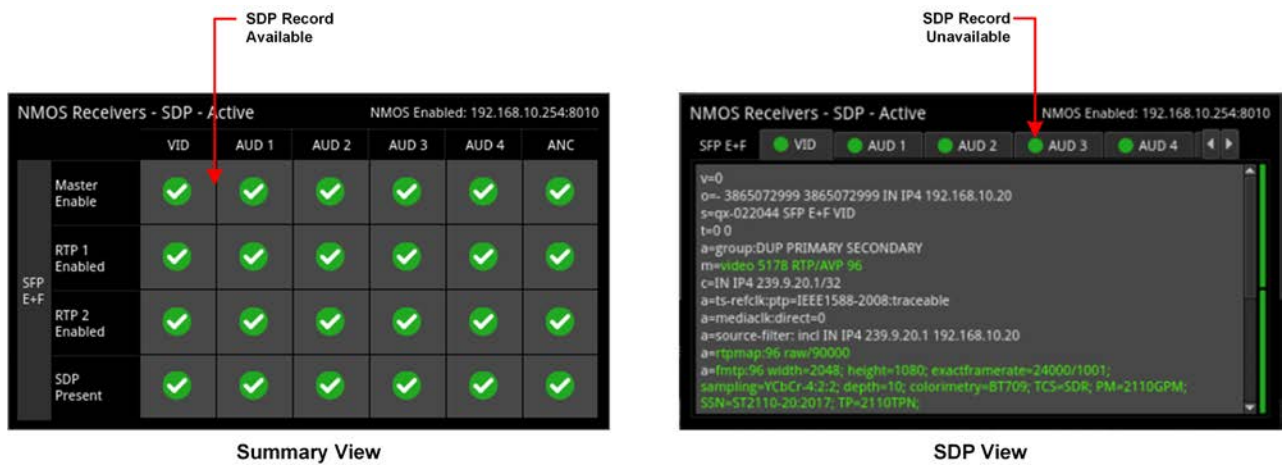 SDP Record
Available
SDP Record
Unavailable
NMOS Receivers - SDP - Active NMOS Enabled: 192.168.10.254:8010
VID AUD 1 AUD 2 AUD 3 AUD 4 ANC
SFP
E+F
Master
Enable
RTP 1
Enabled
RTP 2
Enabled
SDP
Present
Summary View
NMOS Receivers - SDP - Active NMOS Enabled: 192.168.10.254:8010
SFP E+F VID AUD 1 AUD 2 AUD 3 AUD 4
v=0
o=- 3865072999 3865072999 IN IP4 192.168.10.20
s=qx-022044 SFP E+F VID
t=0 0
a=group:DUP PRIMARY SECONDARY
m=video 5178 RTP/AVP 96
c=IN IP4 239.9.20.1/32
a=ts-refclk:ptp=IEEE1588-2008:traceable
a=mediaclk:direct=0
a=source-filter: incl IN IP4 239.9.20.1 192.168.10.20
a=rtpmap:96 raw/90000
a=fmtp:96 width=2048; height=1080; exactframerate=24000/1001;
sampling=YCbCr-4:2:2; depth=10; colorimetry=BT709; TCS=SDR; PM=2110GPM;
SSN=ST2110-20:2017; TP=2110TPN;
SDP View